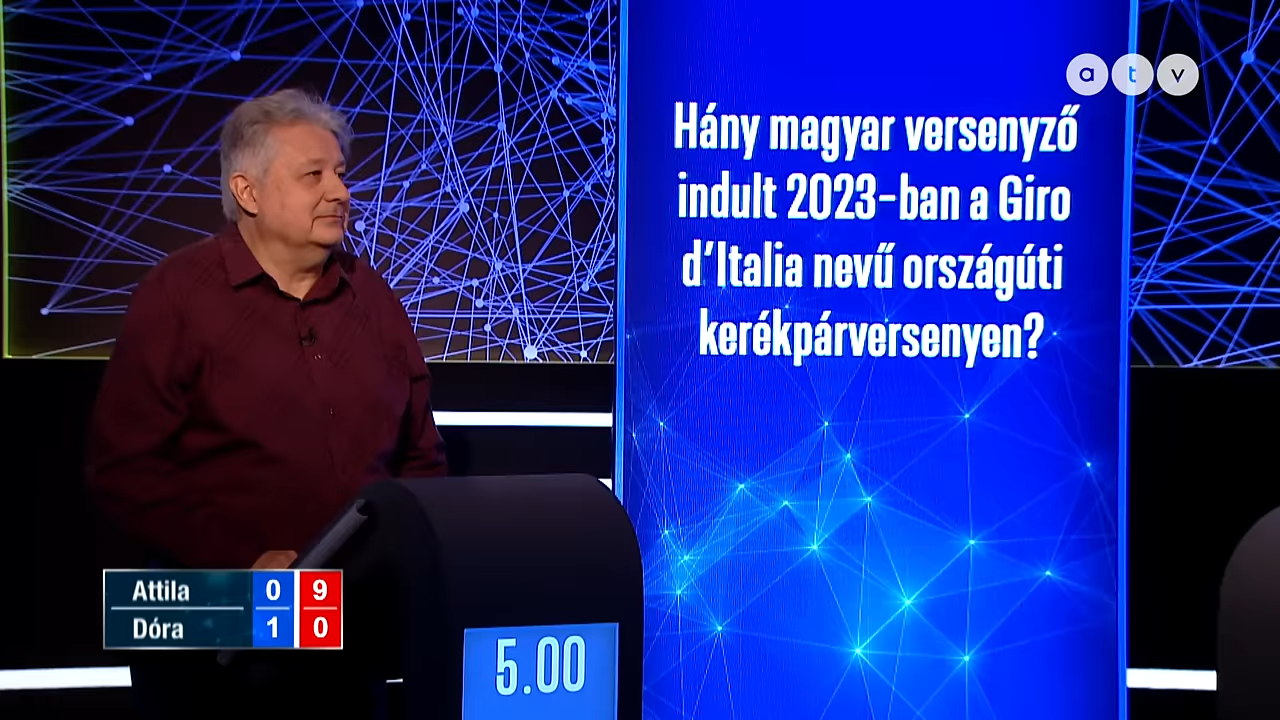 atv
Hány magyar versenyző
indult 2023-ban a Giro
d'Italia nevű országúti
kerékpárversenyen?
Attila 0 9
Dóra 1 0
5.00